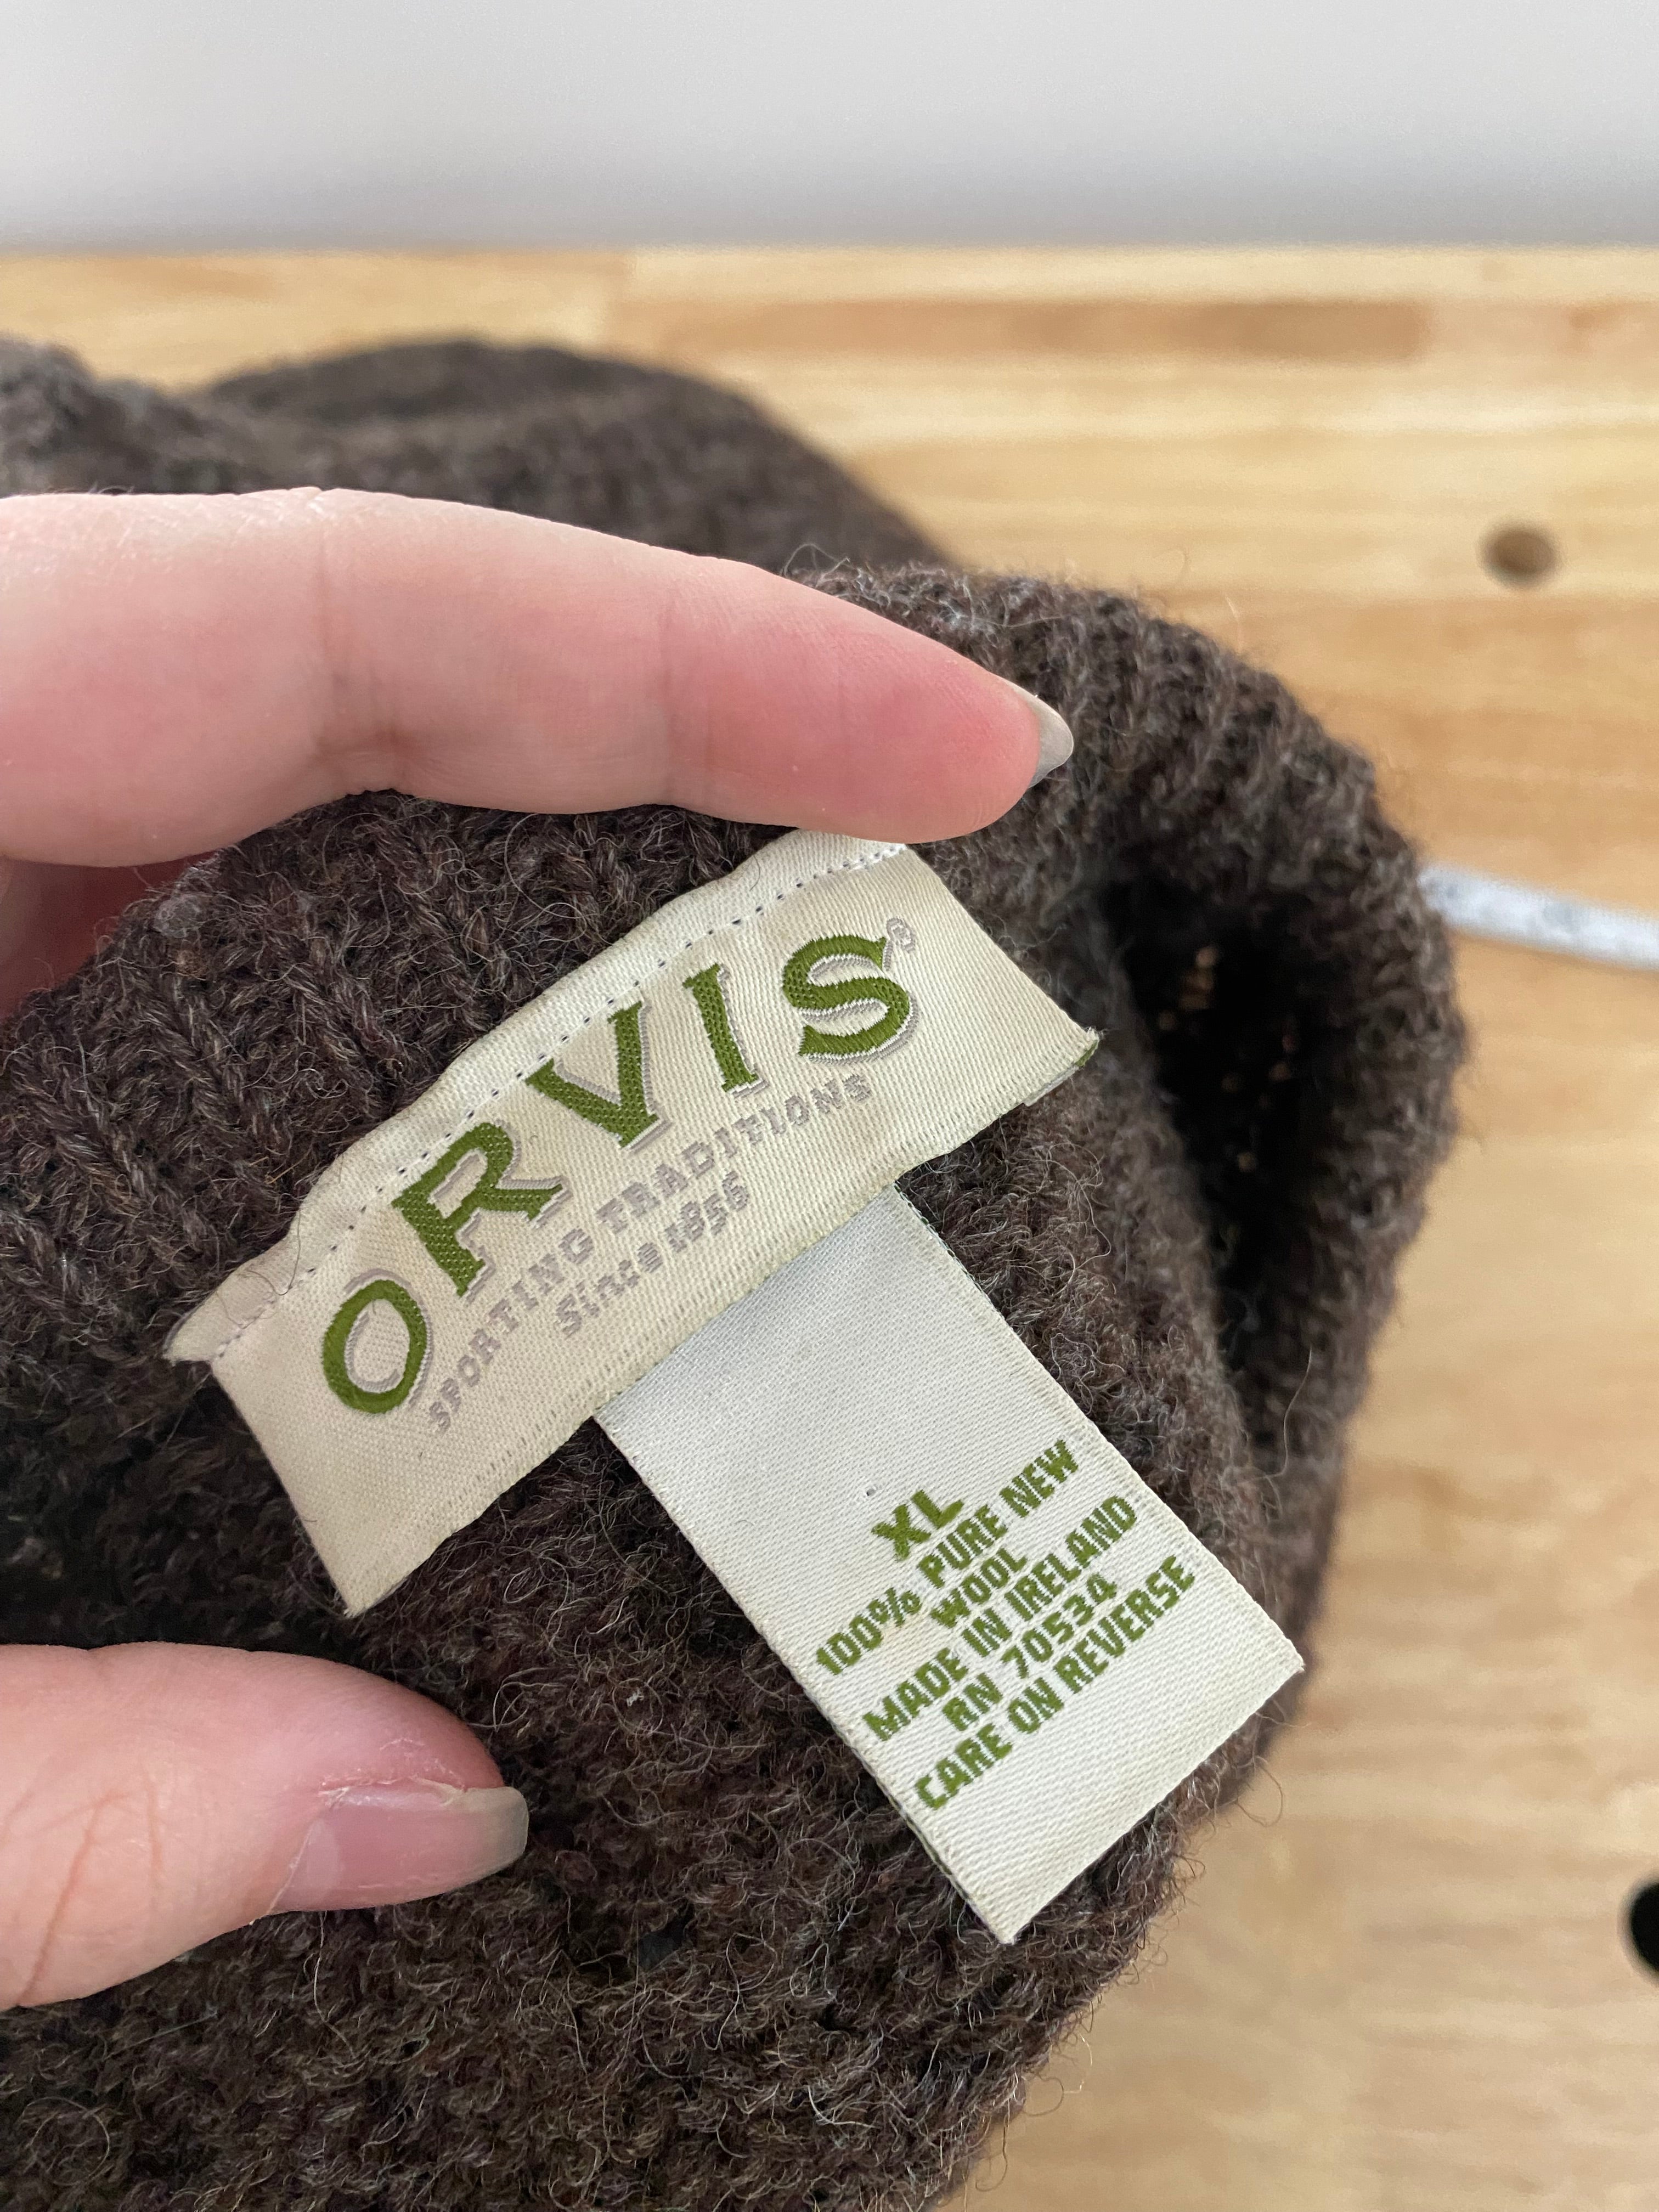 ORVIS®
SPORTING TRADITIONS
Since 1856
XL
100% PURE NEW
WOOL
MADE IN IRELAND
RN 70534
CARE ON REVERSE